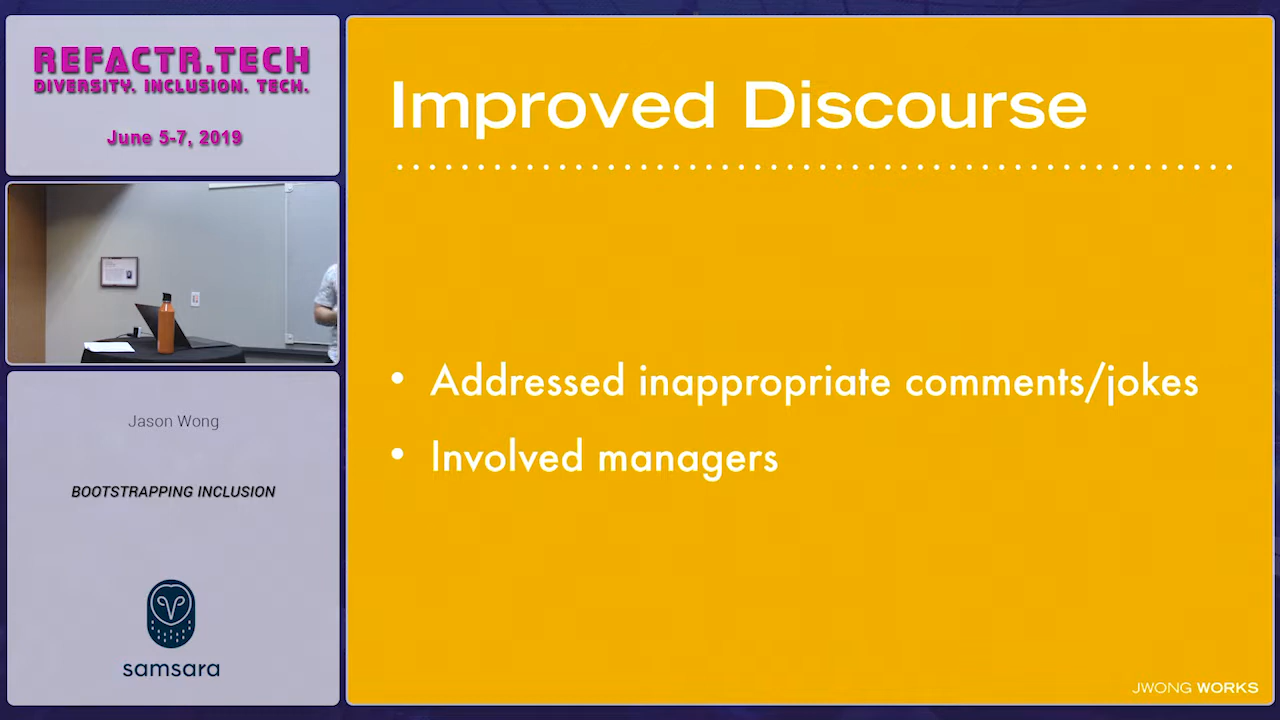 REFACTR.TECH
DIVERSITY. INCLUSION. TECH.
June 5-7, 2019
Jason Wong
BOOTSTRAPPING INCLUSION
samsara
Improved Discourse
• Addressed inappropriate comments/jokes
• Involved managers
JWONG WORKS